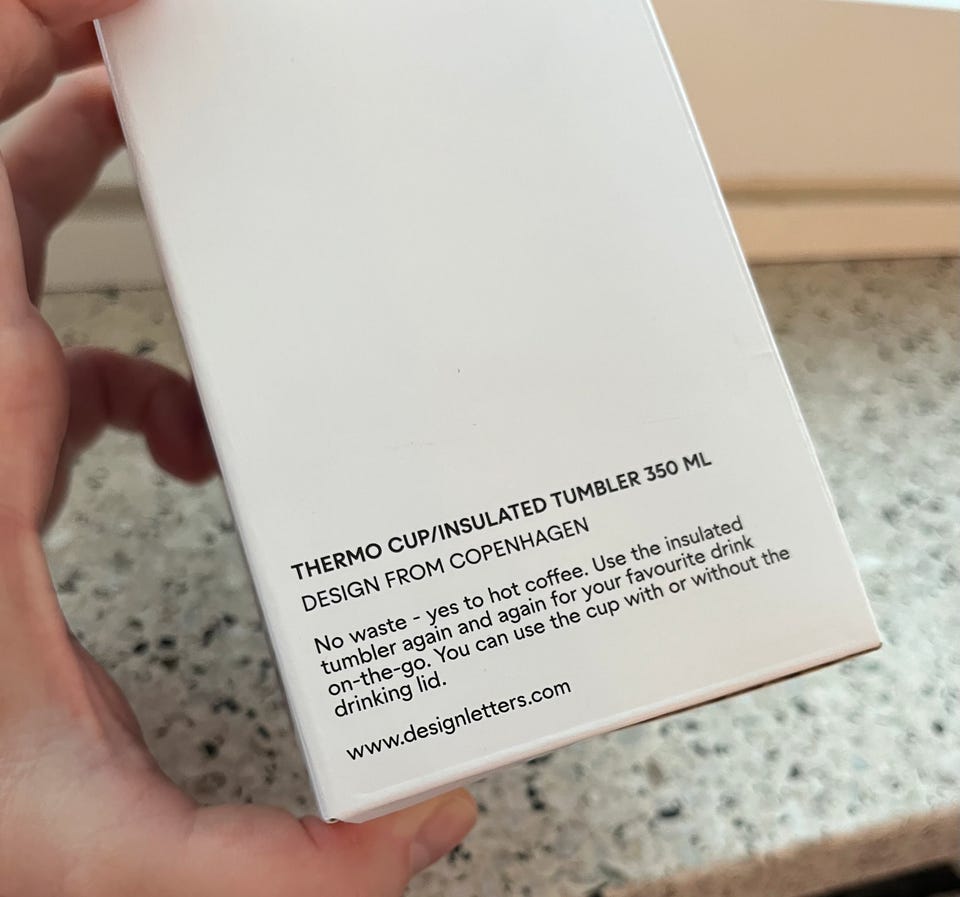 THERMO CUP/INSULATED TUMBLER 350 ML
DESIGN FROM COPENHAGEN
No waste - yes to hot coffee. Use the insulated
tumbler again and again for your favourite drink
on-the-go. You can use the cup with or without the
drinking lid.
www.designletters.com